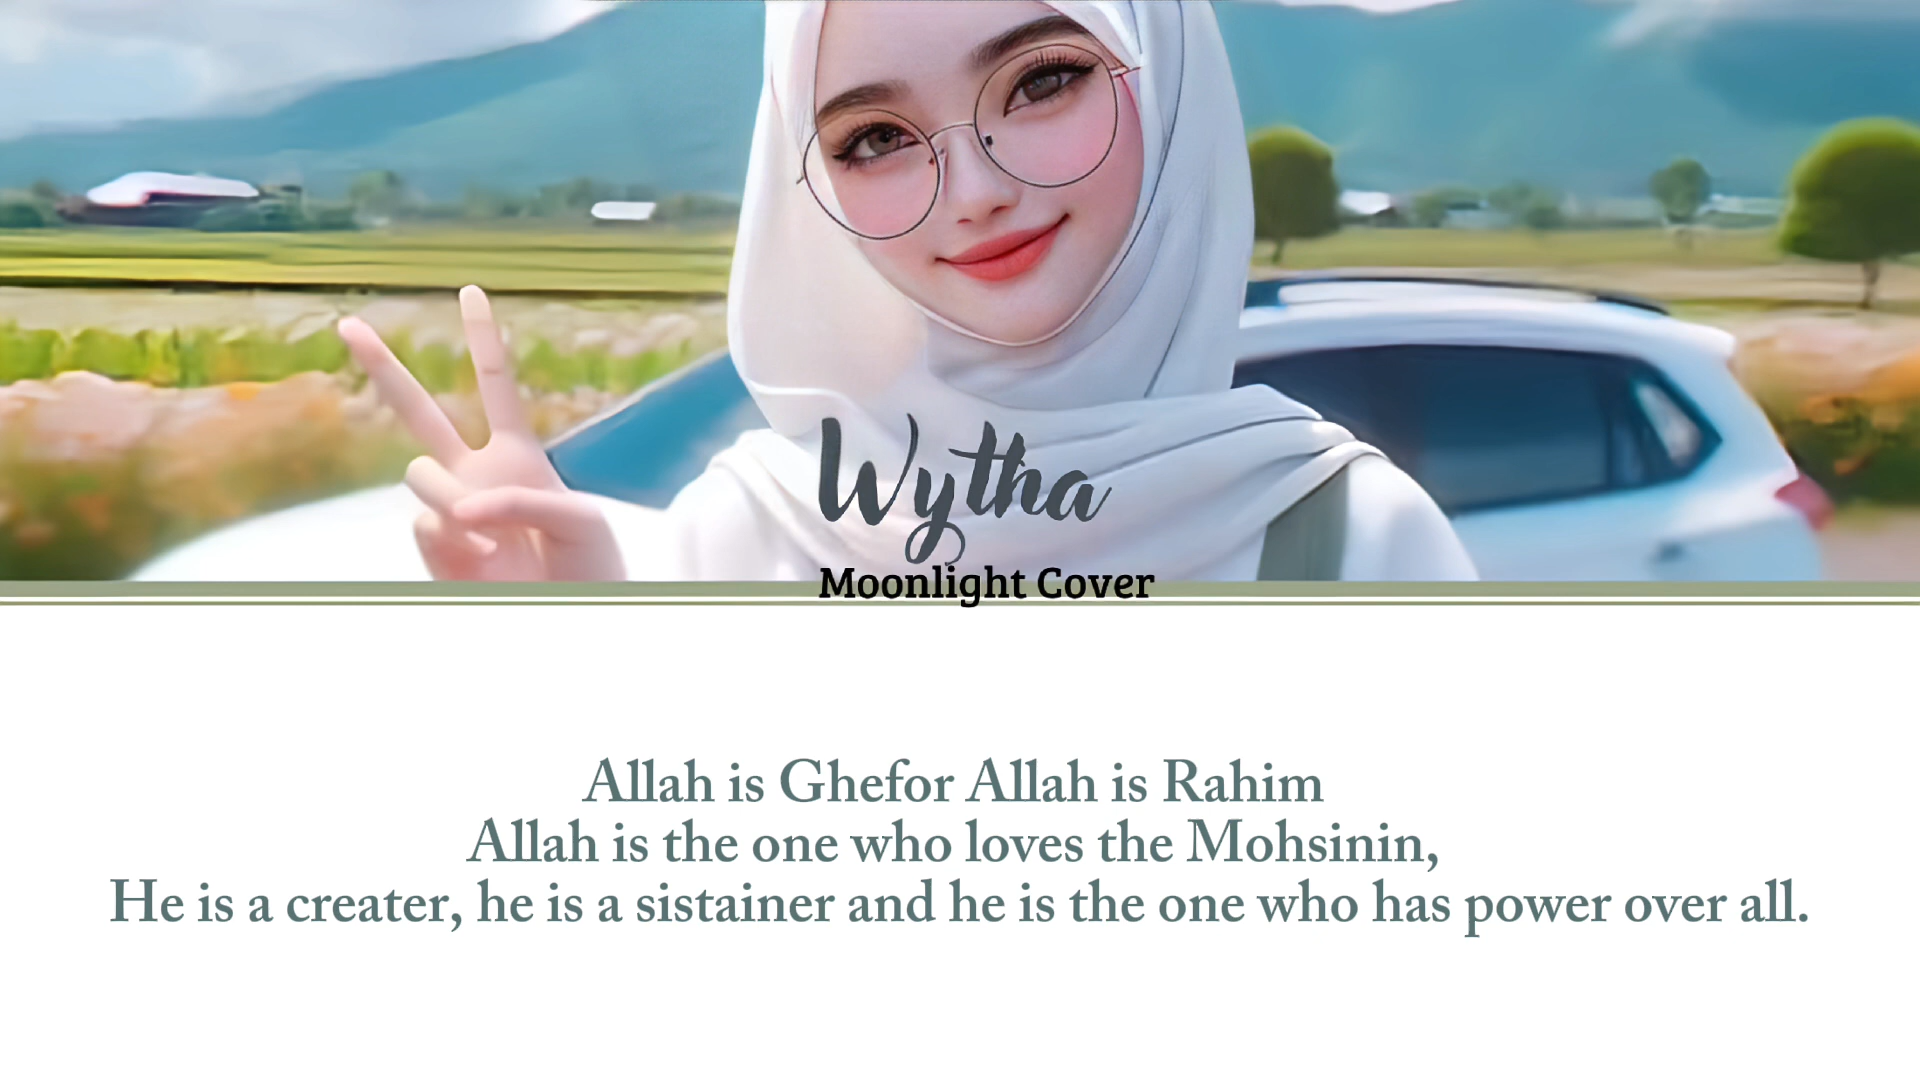 Wytha
Moonlight Cover
Allah is Ghefor Allah is Rahim
Allah is the one who loves the Mohsinin,
He is a creater, he is a sistainer and he is the one who has power over all.